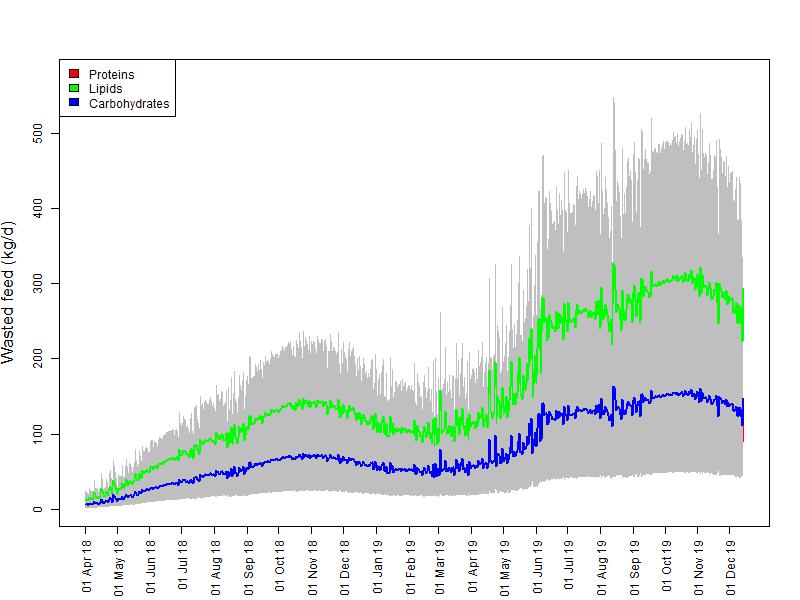 Proteins
Lipids
Carbohydrates
Wasted feed (kg/d)
500
400
300
200
100
0
01 Apr 18
01 May 18
01 Jun 18
01 Jul 18
01 Aug 18
01 Sep 18
01 Oct 18
01 Nov 18
01 Dec 18
01 Jan 19
01 Feb 19
01 Mar 19
01 Apr 19
01 May 19
01 Jun 19
01 Jul 19
01 Aug 19
01 Sep 19
01 Oct 19
01 Nov 19
01 Dec 19